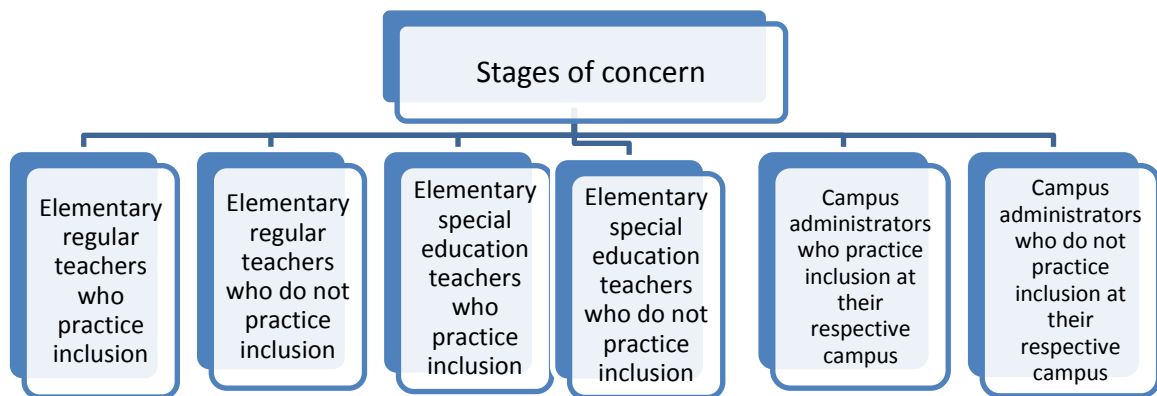 Stages of concern
Elementary
regular
teachers
who
practice
inclusion
Elementary
regular
teachers
who do not
practice
inclusion
Elementary
special
education
teachers
who
practice
inclusion
Elementary
special
education
teachers
who do not
practice
inclusion
Campus
administrators
who practice
inclusion at
their
respective
campus
Campus
administrators
who do not
practice
inclusion at
their
respective
campus